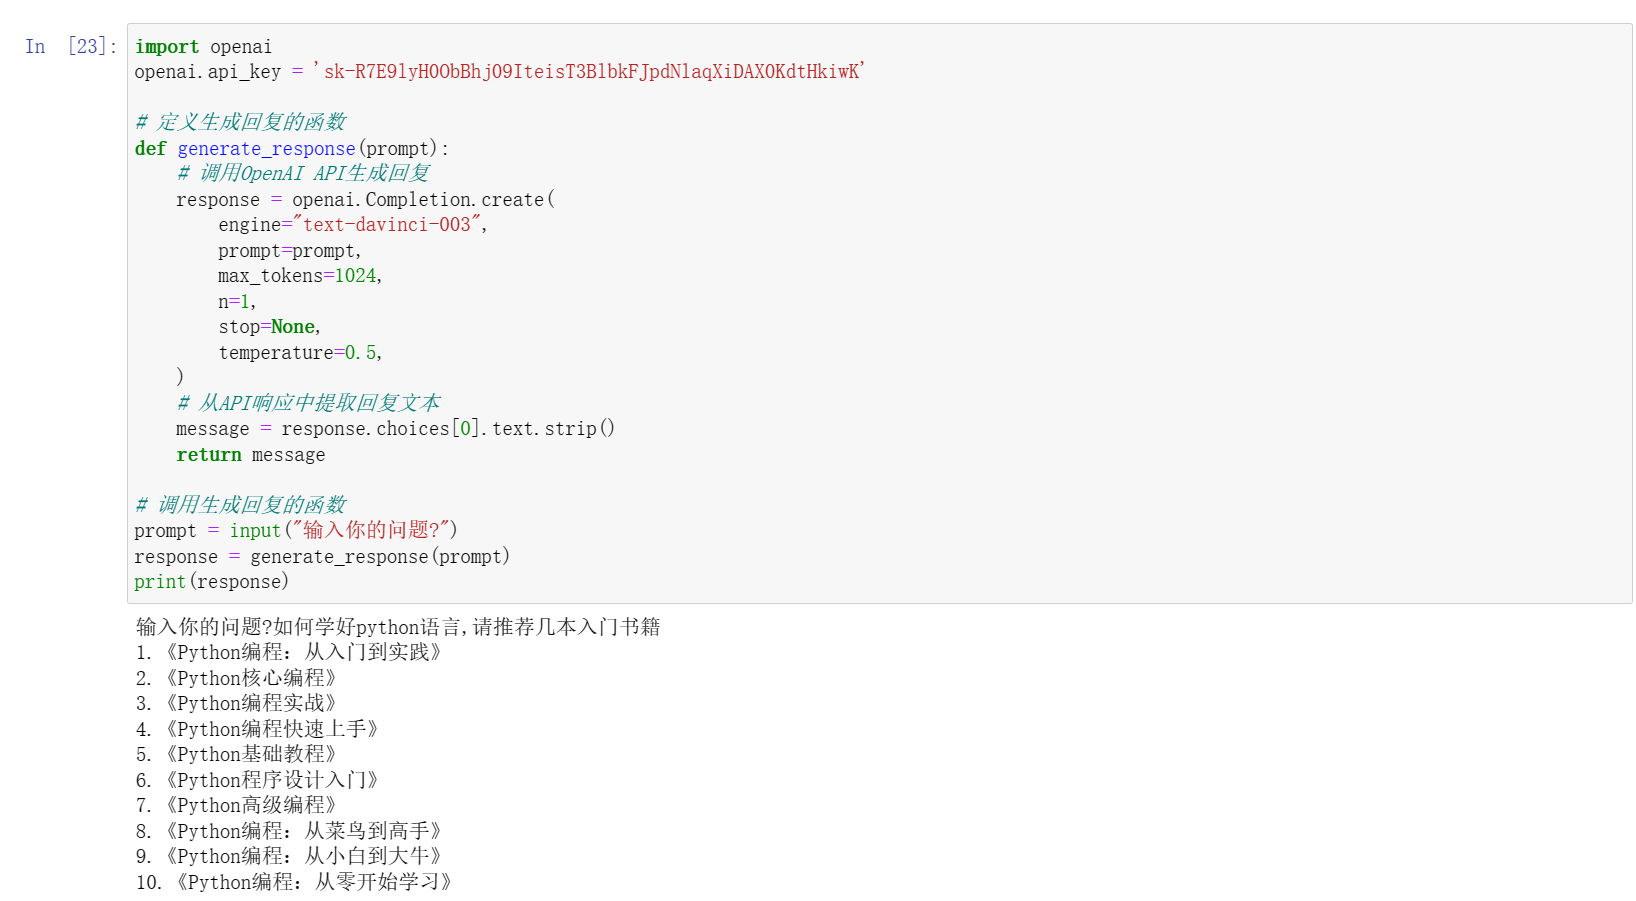 In [23]: import openai
openai.api_key = ''
# 定义生成回复的函数
def generate_response(prompt):
# 调用OpenAI API生成回复
response = openai.Completion.create(
engine="text-davinci-003",
prompt=prompt,
max_tokens=1024,
n=1,
stop=None,
temperature=0.5,
)
# 从API响应中提取回复文本
message = response.choices[0].text.strip()
return message
# 调用生成回复的函数
prompt = input("输入你的问题?")
response = generate_response(prompt)
print(response)
输入你的问题?如何学好python语言,请推荐几本入门书籍
1.《Python编程：从入门到实践》
2.《Python核心编程》
3.《Python编程实战》
4.《Python编程快速上手》
5.《Python基础教程》
6.《Python程序设计入门》
7.《Python高级编程》
8.《Python编程：从菜鸟到高手》
9.《Python编程：从小白到大牛》
10.《Python编程：从零开始学习》